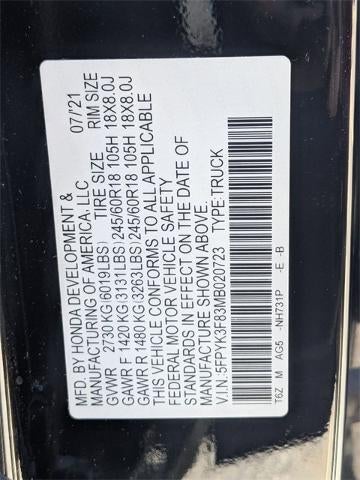 MFD. BY HONDA DEVELOPMENT & 07/21
MANUFACTURING OF AMERICA, LLC
TIRE SIZE RIM SIZE
GVWR 2730 KG(6019LBS)
GAWR F 1420 KG(3131LBS)245/60R18 105H 18X8.0J
GAWR R 1480 KG(3263LBS)245/60R18 105H 18X8.0J
THIS VEHICLE CONFORMS TO ALL APPLICABLE
FEDERAL MOTOR VEHICLE SAFETY
STANDARDS IN EFFECT ON THE DATE OF
MANUFACTURE SHOWN ABOVE.
V.I.N. 5FPYK3F83MB020723 TYPE:TRUCK
T6Z M AG5 -NH731P -E -B